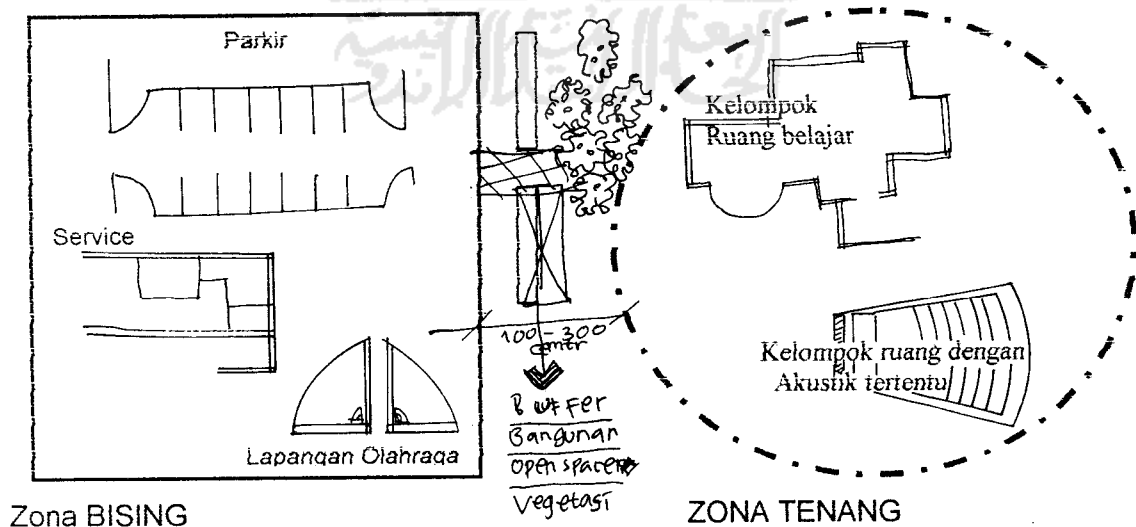 Parkir
Service
Lapangan Olahraga
Zona BISING
100 - 300
Buffer
Bangunan
open space
Vegetasi
Kelompok
Ruang belajar
Kelompok ruang dengan
Akustik tertentu
ZONA TENANG